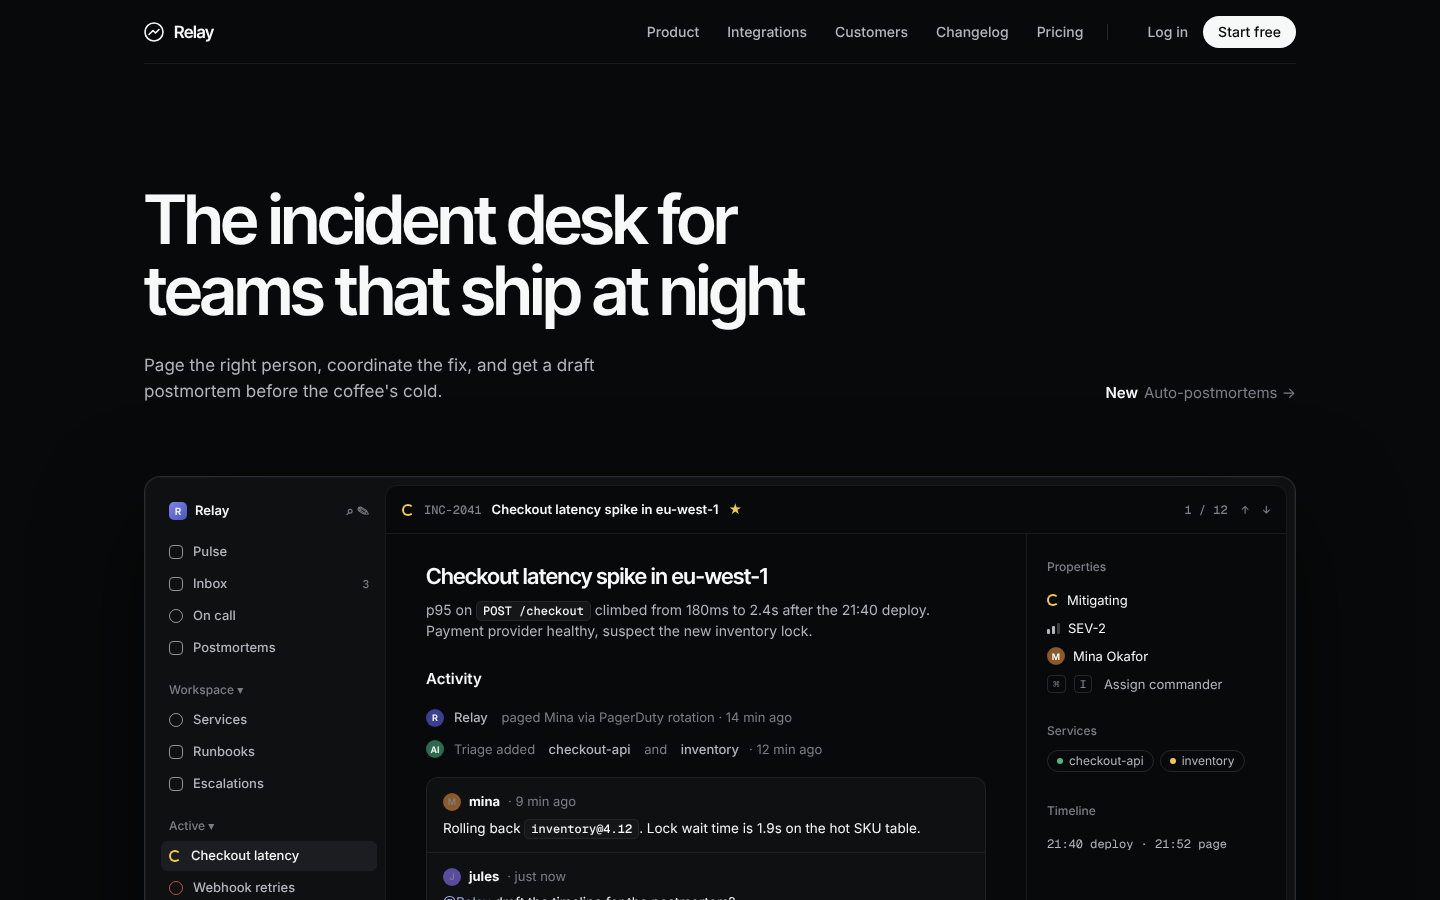 Relay
Product
Integrations
Customers
Changelog
Pricing
Log in
Start free
The incident desk for
teams that ship at night
Page the right person, coordinate the fix, and get a draft
postmortem before the coffee's cold.
New Auto-postmortems →
R Relay
Pulse
Inbox 3
On call
Postmortems
Workspace ▾
Services
Runbooks
Escalations
Active ▾
Checkout latency
Webhook retries
INC-2041 Checkout latency spike in eu-west-1 ★
1 / 12 ↑ ↓
Checkout latency spike in eu-west-1
p95 on POST /checkout climbed from 180ms to 2.4s after the 21:40 deploy.
Payment provider healthy, suspect the new inventory lock.
Activity
R Relay paged Mina via PagerDuty rotation · 14 min ago
AI Triage added checkout-api and inventory · 12 min ago
M mina · 9 min ago
Rolling back inventory@4.12. Lock wait time is 1.9s on the hot SKU table.
J jules · just now
@Relay draft the timeline for the postmortem?
Properties
Mitigating
SEV-2
M Mina Okafor
⌘ I Assign commander
Services
checkout-api
inventory
Timeline
21:40 deploy · 21:52 page